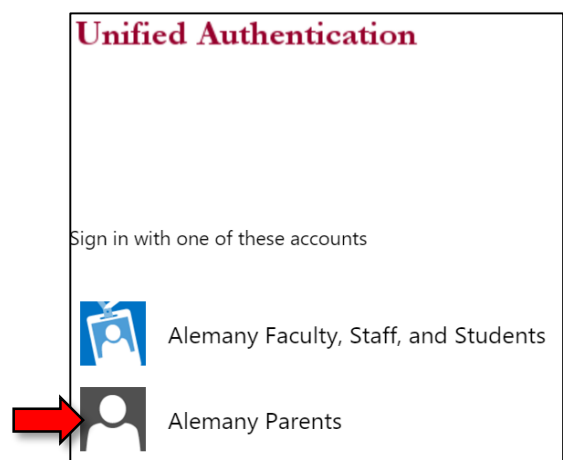 Unified Authentication
Sign in with one of these accounts
Alemany Faculty, Staff, and Students
Alemany Parents